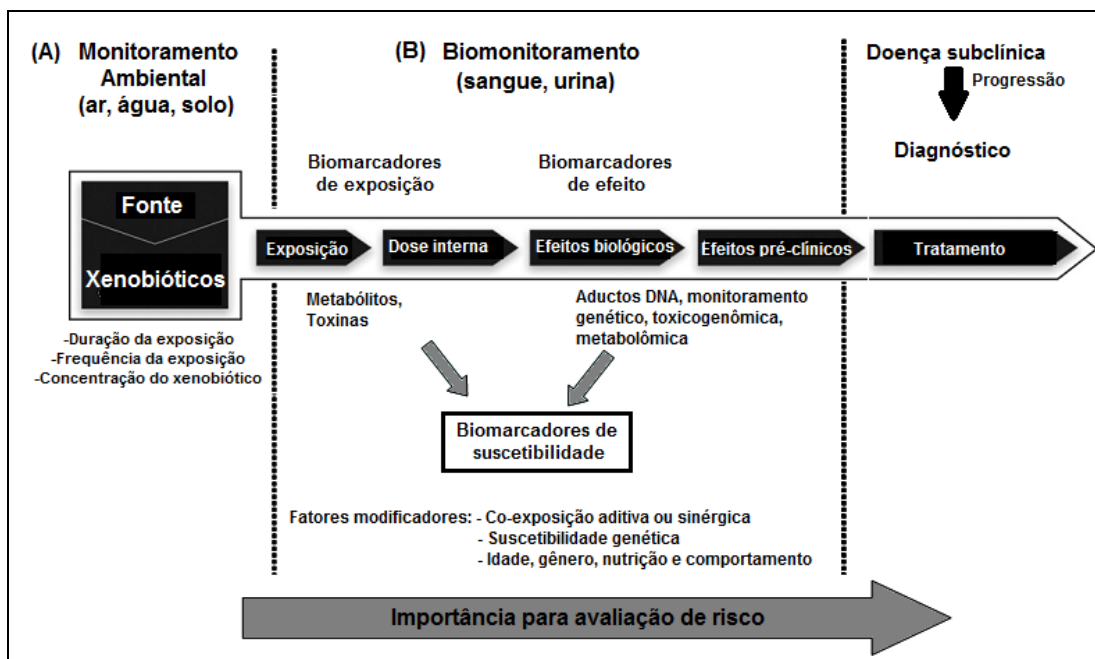 (A) Monitoramento
Ambiental
(ar, água, solo)
(B) Biomonitoramento
(sangue, urina)
Doença subclínica
Progressão
Diagnóstico
Biomarcadores
de exposição
Biomarcadores
de efeito
Fonte
Xenobióticos
Exposição
Dose interna
Efeitos biológicos
Efeitos pré-clínicos
Tratamento
-Duração da exposição
-Frequência da exposição
-Concentração do xenobiótico
Metabólitos,
Toxinas
Aductos DNA, monitoramento
genético, toxicogenômica,
metabolômica
Biomarcadores de
suscetibilidade
Fatores modificadores: - Co-exposição aditiva ou sinérgica
- Suscetibilidade genética
- Idade, gênero, nutrição e comportamento
Importância para avaliação de risco